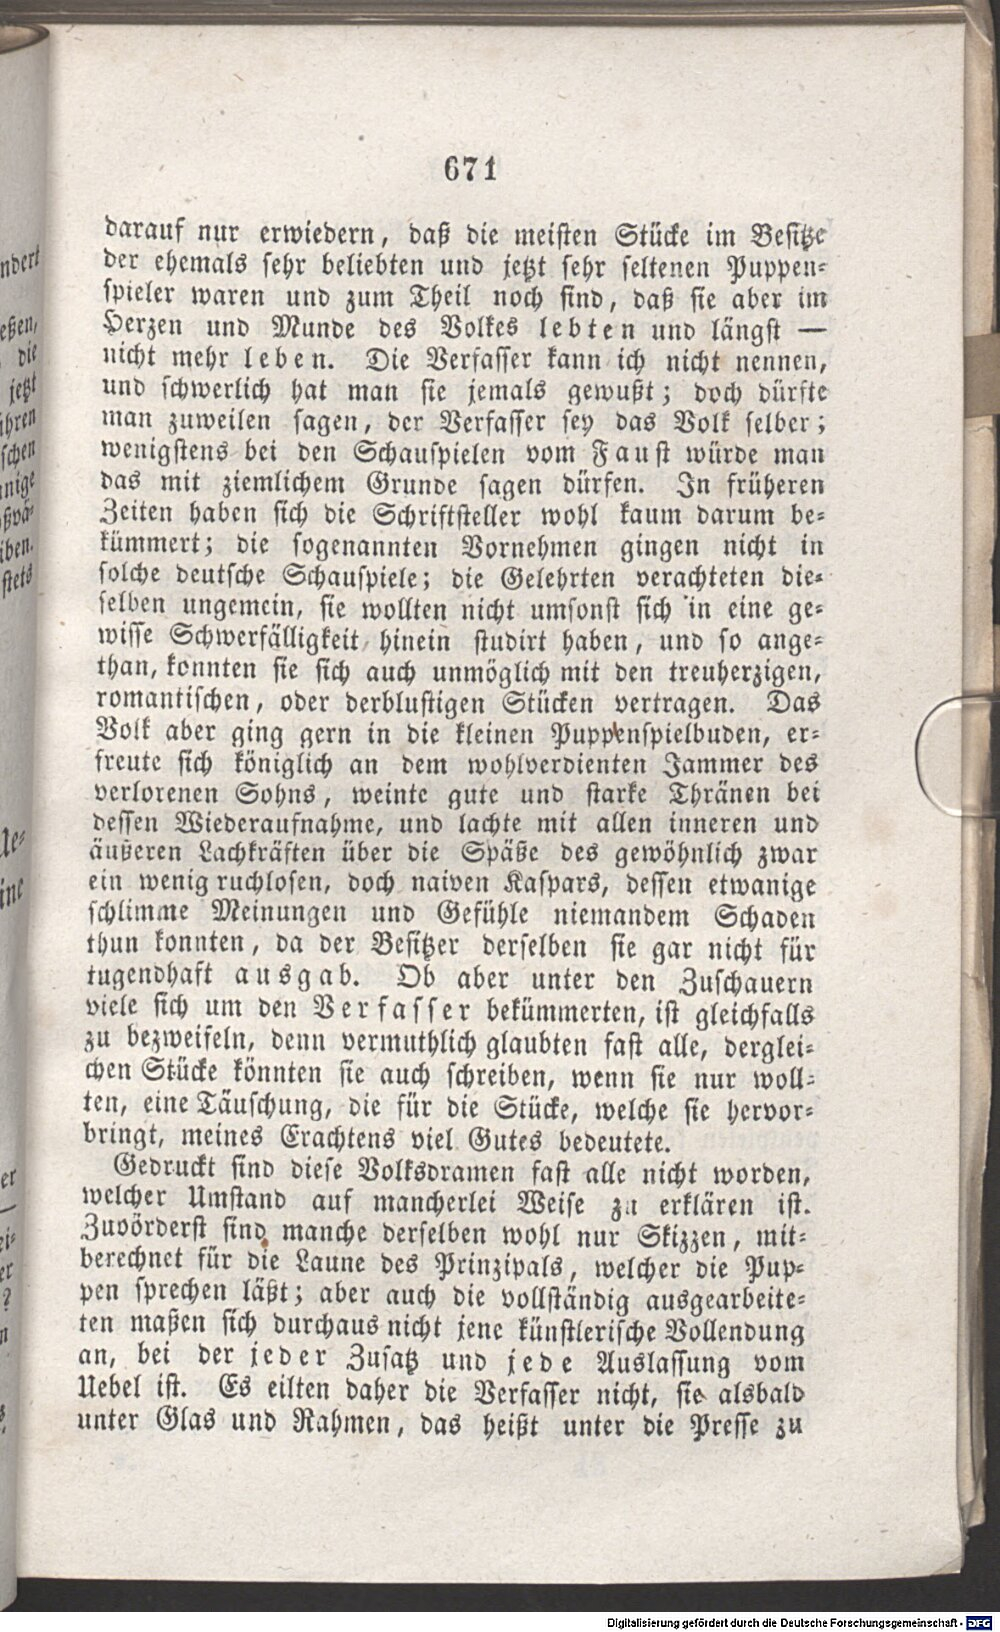 671
darauf nur erwiedern, daß die meisten Stücke im Besitze
der ehemals sehr beliebten und jetzt sehr seltenen Puppen-
spieler waren und zum Theil noch sind, daß sie aber im
Herzen und Munde des Volkes lebten und längst —
nicht mehr leben. Die Verfasser kann ich nicht nennen,
und schwerlich hat man sie jemals gewußt; doch dürfte
man zuweilen sagen, der Verfasser sey das Volk selber;
wenigstens bei den Schauspielen vom Faust würde man
das mit ziemlichem Grunde sagen dürfen. In früheren
Zeiten haben sich die Schriftsteller wohl kaum darum be-
kümmert; die sogenannten Vornehmen gingen nicht in
solche deutsche Schauspiele; die Gelehrten verachteten die-
selben ungemein, sie wollten nicht umsonst sich in eine ge-
wisse Schwerfälligkeit hinein studirt haben, und so ange-
than, konnten sie sich auch unmöglich mit den treuherzigen,
romantischen, oder derblustigen Stücken vertragen. Das
Volk aber ging gern in die kleinen Puppenspielbuden, er-
freute sich königlich an dem wohlverdienten Jammer des
verlorenen Sohns, weinte gute und starke Thränen bei
dessen Wiederaufnahme, und lachte mit allen inneren und
äußeren Lachkräften über die Späße des gewöhnlich zwar
ein wenig ruchlosen, doch naiven Kaspars, dessen etwanige
schlimme Meinungen und Gefühle niemandem Schaden
thun konnten, da der Besitzer derselben sie gar nicht für
tugendhaft ausgab. Ob aber unter den Zuschauern
viele sich um den Verfasser bekümmerten, ist gleichfalls
zu bezweifeln, denn vermuthlich glaubten fast alle, derglei-
chen Stücke könnten sie auch schreiben, wenn sie nur woll-
ten, eine Täuschung, die für die Stücke, welche sie hervor-
bringt, meines Erachtens viel Gutes bedeutete.
Gedruckt sind diese Volksdramen fast alle nicht worden,
welcher Umstand auf mancherlei Weise zu erklären ist.
Zuvörderst sind manche derselben wohl nur Skizzen, mit-
berechnet für die Laune des Prinzipals, welcher die Pup-
pen sprechen läßt; aber auch die vollständig ausgearbeite-
ten maßen sich durchaus nicht jene künstlerische Vollendung
an, bei der jeder Zusatz und jede Auslassung vom
Uebel ist. Es eilten daher die Verfasser nicht, sie alsbald
unter Glas und Rahmen, das heißt unter die Presse zu
Digitalisierung gefördert durch die Deutsche Forschungsgemeinschaft - DFG